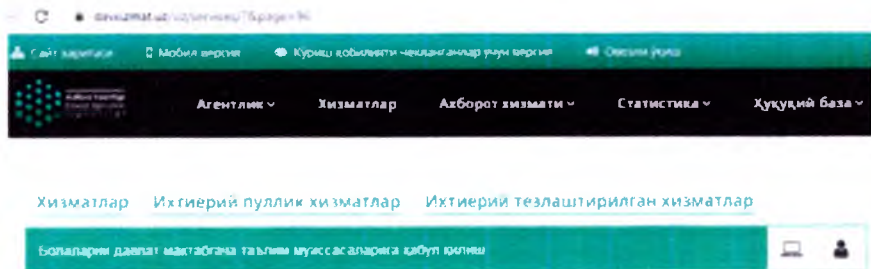 Сайт харитаси Мобил версия Кўриш қобилияти чекланганлар учун версия
Агентлик Хизматлар Ахборот хизмати Статистика Ҳуқуқий база
Хизматлар Ихтиёрий пуллик хизматлар Ихтиёрий тезлаштирилган хизматлар
Болаларни давлат мактабгача таълим муассасаларига қабул қилиш